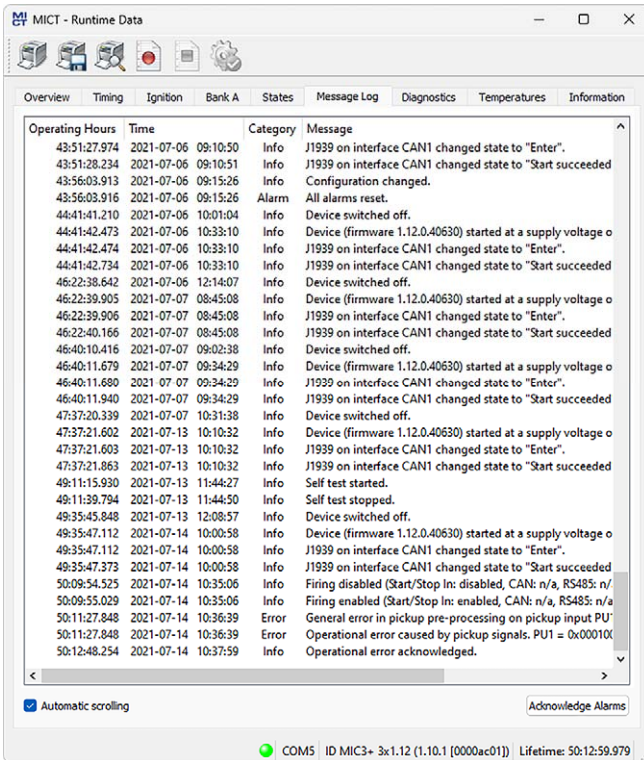 MICT - Runtime Data
Overview Timing Ignition Bank A States Message Log Diagnostics Temperatures Information
Operating Hours Time Category Message
43:51:27.974 2021-07-06 09:10:50 Info J1939 on interface CAN1 changed state to "Enter".
43:51:28.234 2021-07-06 09:10:51 Info J1939 on interface CAN1 changed state to "Start succeeded
43:56:03.913 2021-07-06 09:15:26 Info Configuration changed.
43:56:03.916 2021-07-06 09:15:26 Alarm All alarms reset.
44:41:41.210 2021-07-06 10:01:04 Info Device switched off.
44:41:42.473 2021-07-06 10:33:10 Info Device (firmware 1.12.0.40630) started at a supply voltage o
44:41:42.474 2021-07-06 10:33:10 Info J1939 on interface CAN1 changed state to "Enter".
44:41:42.734 2021-07-06 10:33:10 Info J1939 on interface CAN1 changed state to "Start succeeded
46:22:38.642 2021-07-06 12:14:07 Info Device switched off.
46:22:39.905 2021-07-07 08:45:08 Info Device (firmware 1.12.0.40630) started at a supply voltage o
46:22:39.906 2021-07-07 08:45:08 Info J1939 on interface CAN1 changed state to "Enter".
46:22:40.166 2021-07-07 08:45:08 Info J1939 on interface CAN1 changed state to "Start succeeded
46:40:10.416 2021-07-07 09:02:38 Info Device switched off.
46:40:11.679 2021-07-07 09:34:29 Info Device (firmware 1.12.0.40630) started at a supply voltage o
46:40:11.680 2021-07-07 09:34:29 Info J1939 on interface CAN1 changed state to "Enter".
46:40:11.940 2021-07-07 09:34:29 Info J1939 on interface CAN1 changed state to "Start succeeded
47:37:20.339 2021-07-07 10:31:38 Info Device switched off.
47:37:21.602 2021-07-13 10:10:32 Info Device (firmware 1.12.0.40630) started at a supply voltage o
47:37:21.603 2021-07-13 10:10:32 Info J1939 on interface CAN1 changed state to "Enter".
47:37:21.863 2021-07-13 10:10:32 Info J1939 on interface CAN1 changed state to "Start succeeded
49:11:15.930 2021-07-13 11:44:27 Info Self test started.
49:11:39.794 2021-07-13 11:44:50 Info Self test stopped.
49:35:45.848 2021-07-13 12:08:57 Info Device switched off.
49:35:47.112 2021-07-14 10:00:58 Info Device (firmware 1.12.0.40630) started at a supply voltage o
49:35:47.112 2021-07-14 10:00:58 Info J1939 on interface CAN1 changed state to "Enter".
49:35:47.373 2021-07-14 10:00:58 Info J1939 on interface CAN1 changed state to "Start succeeded
50:09:54.525 2021-07-14 10:35:06 Info Firing disabled (Start/Stop In: disabled, CAN: n/a, RS485: n/
50:09:55.029 2021-07-14 10:35:06 Info Firing enabled (Start/Stop In: enabled, CAN: n/a, RS485: n/a
50:11:27.848 2021-07-14 10:36:39 Error General error in pickup pre-processing on pickup input PU
50:11:27.848 2021-07-14 10:36:39 Error Operational error caused by pickup signals. PU1 = 0x00010
50:12:48.254 2021-07-14 10:37:59 Info Operational error acknowledged.
Automatic scrolling Acknowledge Alarms
COM5 ID MIC3+ 3x1.12 (1.10.1 [0000ac01]) Lifetime: 50:12:59.979